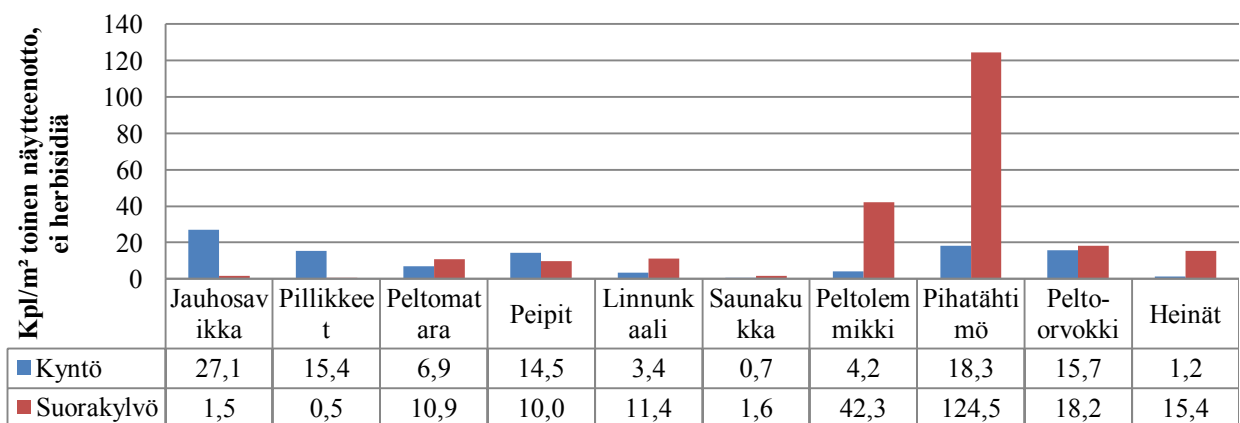 Kpl/m² toinen näytteenotto,
ei herbisidiä
140
120
100
80
60
40
20
0
Jauhosav
ikka
Pillikkee
t
Peltomat
ara
Peipit
Linnunk
aali
Saunaku
kka
Peltolem
mikki
Pihatähti
mö
Pelto-
orvokki
Heinät
Kyntö 27,1 15,4 6,9 14,5 3,4 0,7 4,2 18,3 15,7 1,2
Suorakylvö 1,5 0,5 10,9 10,0 11,4 1,6 42,3 124,5 18,2 15,4